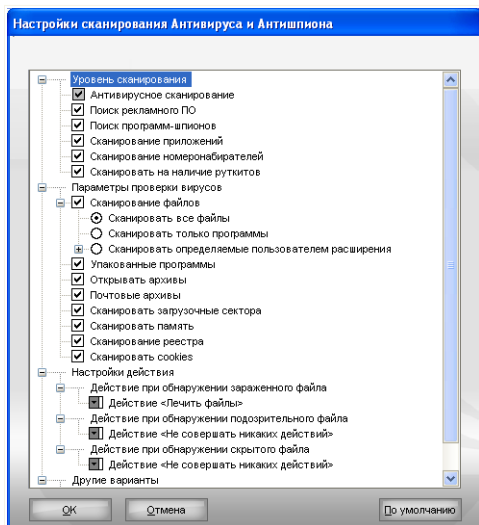 Настройки сканирования Антивируса и Антишпиона
Уровень сканирования
Антивирусное сканирование
Поиск рекламного ПО
Поиск программ-шпионов
Сканирование приложений
Сканирование номеронабирателей
Сканировать на наличие руткитов
Параметры проверки вирусов
Сканирование файлов
Сканировать все файлы
Сканировать только программы
Сканировать определяемые пользователем расширения
Упакованные программы
Открывать архивы
Почтовые архивы
Сканировать загрузочные сектора
Сканировать память
Сканирование реестра
Сканировать cookies
Настройки действия
Действие при обнаружении зараженного файла
Действие <Лечить файлы>
Действие при обнаружении подозрительного файла
Действие <Не совершать никаких действий>
Действие при обнаружении скрытого файла
Действие <Не совершать никаких действий>
Другие варианты
OK Отмена По умолчанию